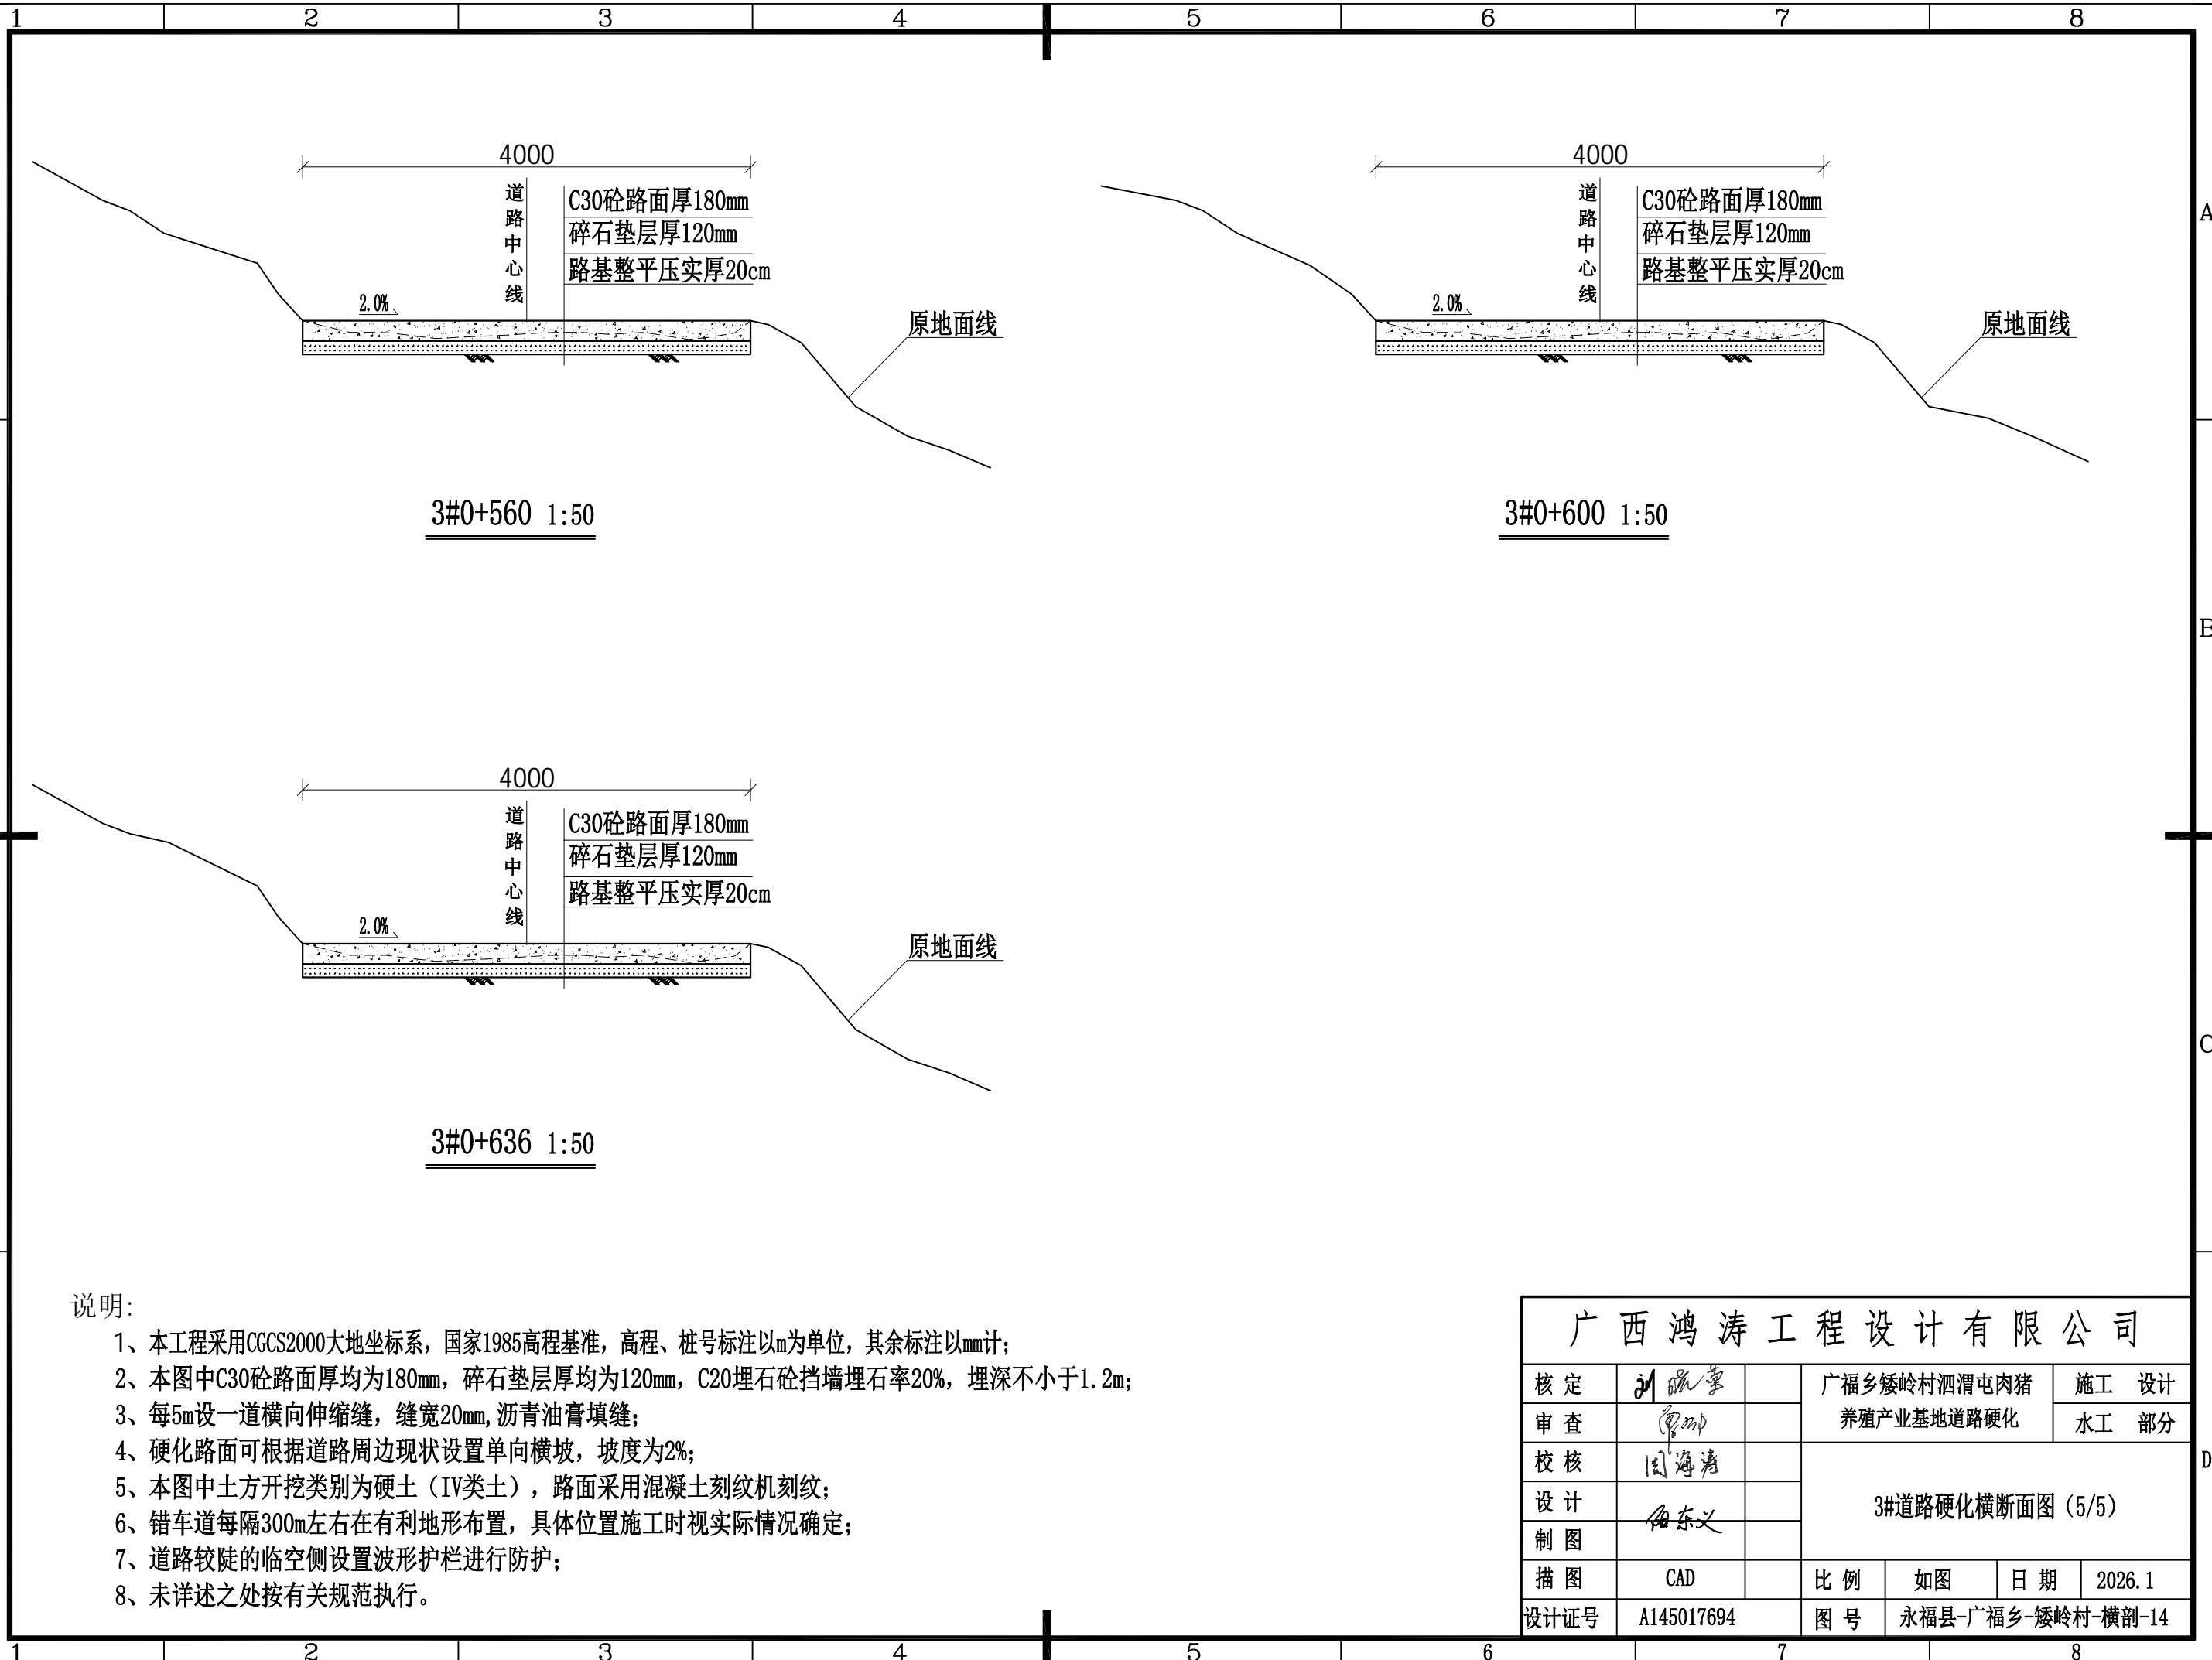 1 2 3 4 5 6 7 8
4000
道路中心线
C30砼路面厚180mm
碎石垫层厚120mm
路基整平压实厚20cm
2.0%
原地面线
3#0+560 1:50
4000
道路中心线
C30砼路面厚180mm
碎石垫层厚120mm
路基整平压实厚20cm
2.0%
原地面线
3#0+600 1:50
A
B
4000
道路中心线
C30砼路面厚180mm
碎石垫层厚120mm
路基整平压实厚20cm
2.0%
原地面线
3#0+636 1:50
C
说明:
1、本工程采用CGCS2000大地坐标系，国家1985高程基准，高程、桩号标注以m为单位，其余标注以mm计；
2、本图中C30砼路面厚均为180mm，碎石垫层厚均为120mm，C20埋石砼挡墙埋石率20%，埋深不小于1.2m；
3、每5m设一道横向伸缩缝，缝宽20mm,沥青油膏填缝；
4、硬化路面可根据道路周边现状设置单向横坡，坡度为2%；
5、本图中土方开挖类别为硬土（IV类土），路面采用混凝土刻纹机刻纹；
6、错车道每隔300m左右在有利地形布置，具体位置施工时视实际情况确定；
7、道路较陡的临空侧设置波形护栏进行防护；
8、未详述之处按有关规范执行。
广西鸿涛工程设计有限公司
核定
广福乡矮岭村泗渭屯肉猪
养殖产业基地道路硬化
施工 设计
审查
水工 部分
校核 周海涛
3#道路硬化横断面图（5/5）
设计
制图
描图 CAD 比例 如图 日期 2026.1
设计证号 A145017694 图号 永福县-广福乡-矮岭村-横剖-14
D
1 2 3 4 5 6 7 8